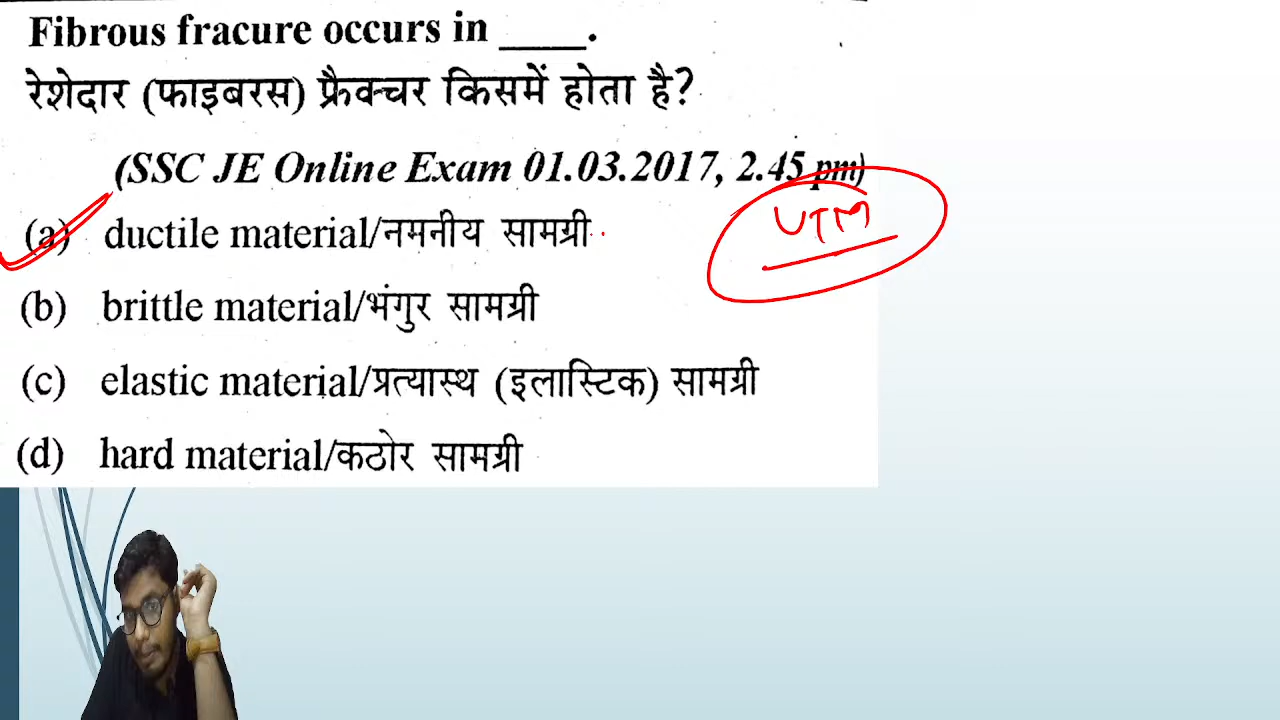 Fibrous fracure occurs in ____.
रेशेदार (फाइबरस) फ्रैक्चर किसमें होता है?
(SSC JE Online Exam 01.03.2017, 2.45 pm)
(a) ductile material/नमनीय सामग्री
UTM
(b) brittle material/भंगुर सामग्री
(c) elastic material/प्रत्यास्थ (इलास्टिक) सामग्री
(d) hard material/कठोर सामग्री